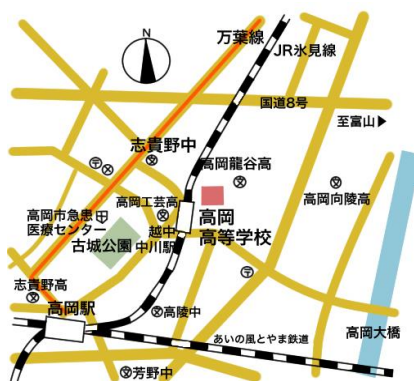 万葉線
N
JR氷見線
国道8号
至富山▶
志貴野中
高岡龍谷高
高岡向陵高
高岡工芸高
高岡市急患
医療センター
越中
中川駅
高岡
高等学校
古城公園
志貴野高
高岡駅
高陵中
あいの風とやま鉄道
高岡大橋
芳野中